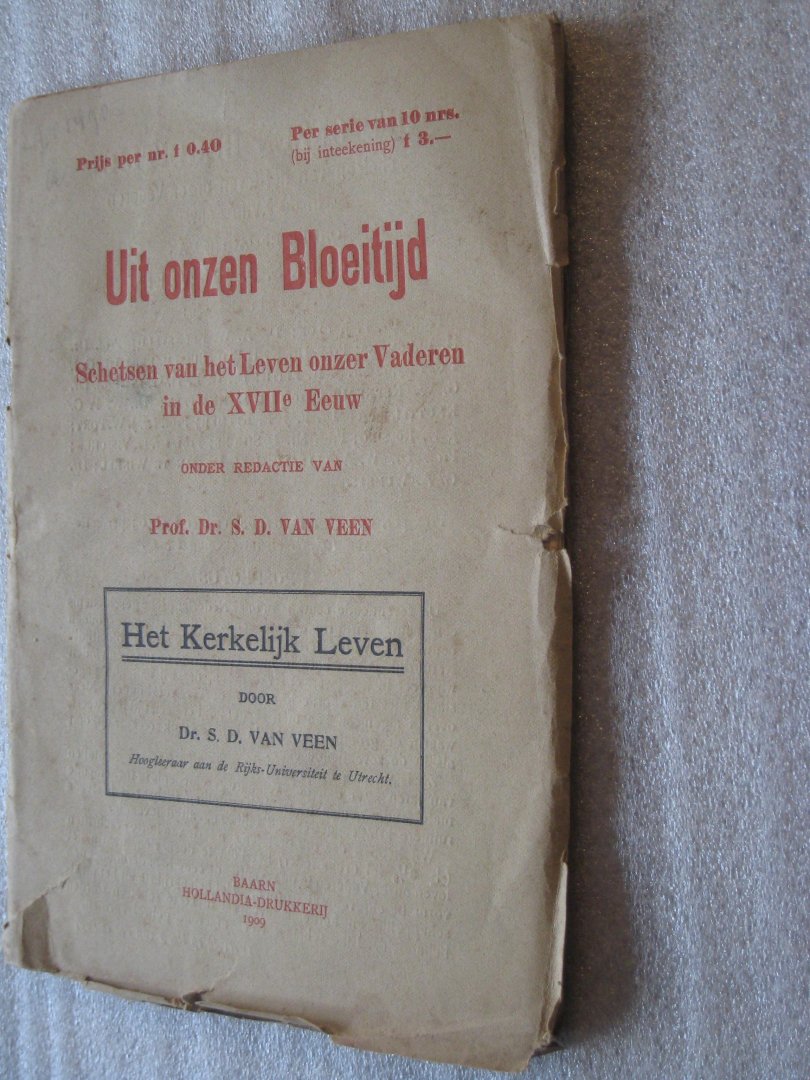 Prijs per nr. f 0.40
Per serie van 10 nrs.
(bij inteekening) f 3.—
Uit onzen Bloeitijd
Schetsen van het Leven onzer Vaderen
in de XVIIe Eeuw
ONDER REDACTIE VAN
Prof. Dr. S. D. VAN VEEN
Het Kerkelijk Leven
DOOR
Dr. S. D. VAN VEEN
Hoogleeraar aan de Rijks-Universiteit te Utrecht.
BAARN
HOLLANDIA-DRUKKERIJ
1909